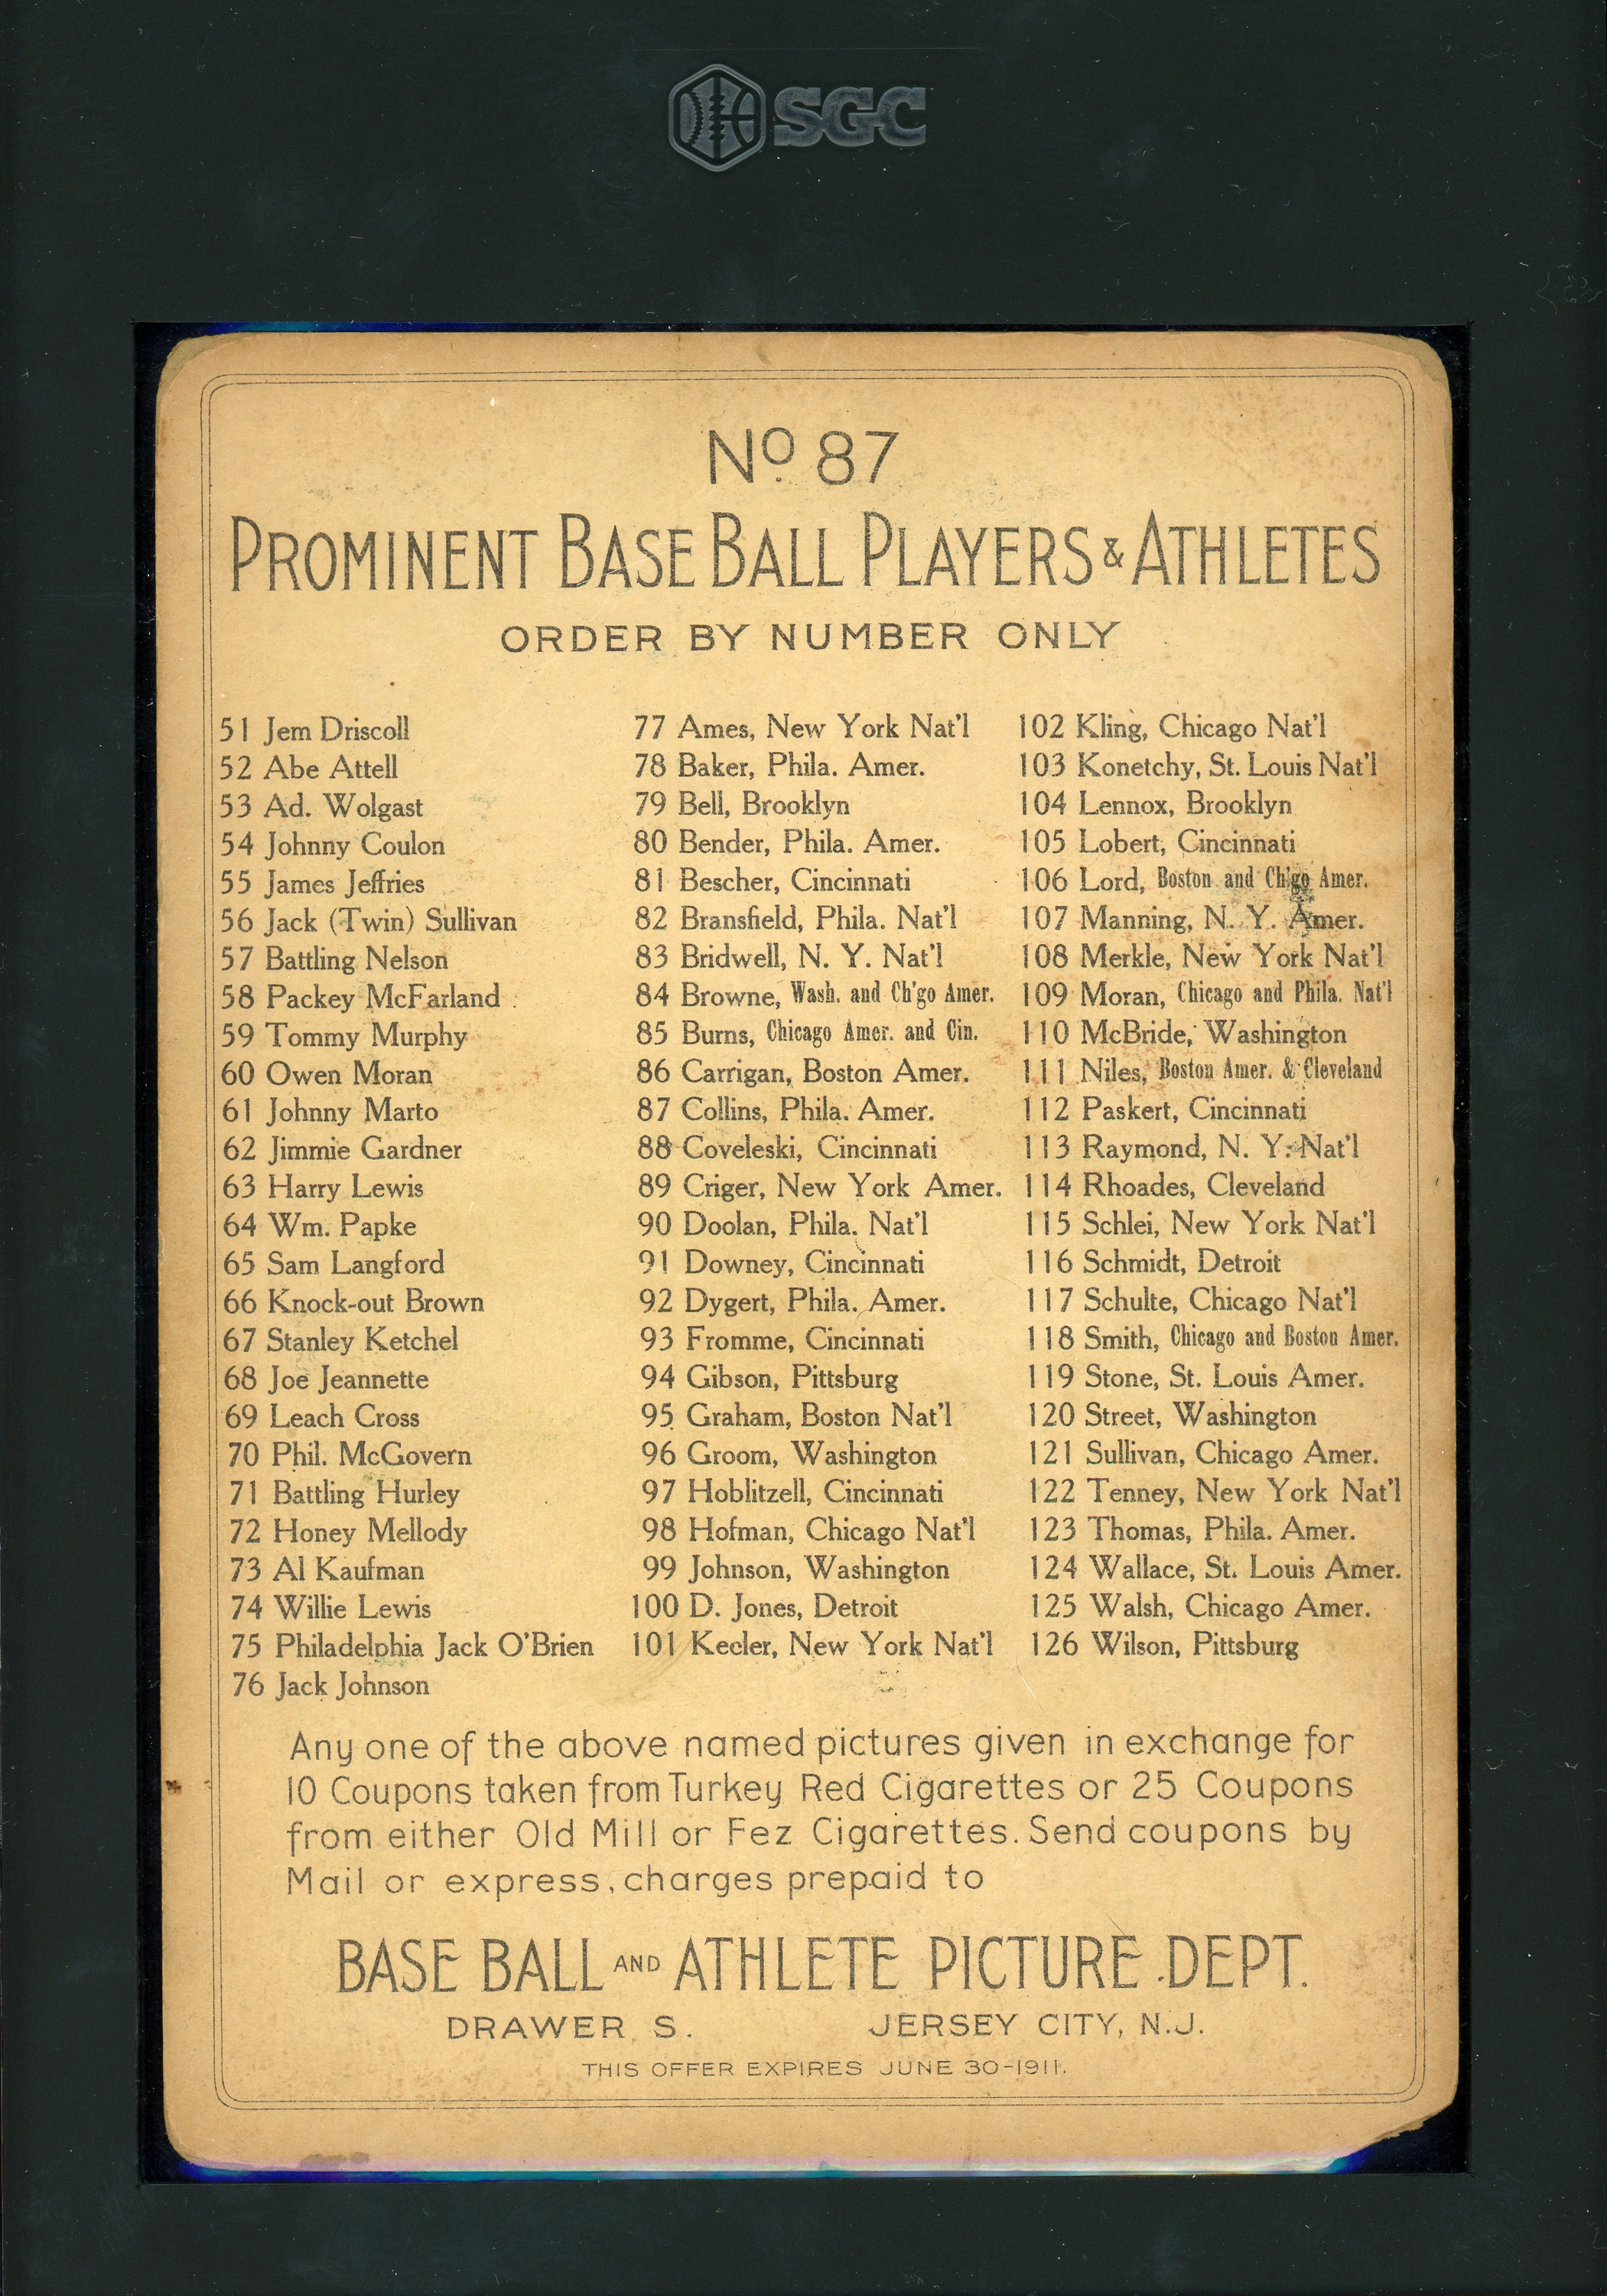 SGC
No. 87
PROMINENT BASE BALL PLAYERS & ATHLETES
ORDER BY NUMBER ONLY
51 Jem Driscoll
52 Abe Attell
53 Ad. Wolgast
54 Johnny Coulon
55 James Jeffries
56 Jack (Twin) Sullivan
57 Battling Nelson
58 Packey McFarland
59 Tommy Murphy
60 Owen Moran
61 Johnny Marto
62 Jimmie Gardner
63 Harry Lewis
64 Wm. Papke
65 Sam Langford
66 Knock-out Brown
67 Stanley Ketchel
68 Joe Jeannette
69 Leach Cross
70 Phil. McGovern
71 Battling Hurley
72 Honey Mellody
73 Al Kaufman
74 Willie Lewis
75 Philadelphia Jack O'Brien
76 Jack Johnson
77 Ames, New York Nat'l
78 Baker, Phila. Amer.
79 Bell, Brooklyn
80 Bender, Phila. Amer.
81 Bescher, Cincinnati
82 Bransfield, Phila. Nat'l
83 Bridwell, N. Y. Nat'l
84 Browne, Wash. and Ch'go Amer.
85 Burns, Chicago Amer. and Cin.
86 Carrigan, Boston Amer.
87 Collins, Phila. Amer.
88 Coveleski, Cincinnati
89 Criger, New York Amer.
90 Doolan, Phila. Nat'l
91 Downey, Cincinnati
92 Dygert, Phila. Amer.
93 Fromme, Cincinnati
94 Gibson, Pittsburg
95 Graham, Boston Nat'l
96 Groom, Washington
97 Hoblitzell, Cincinnati
98 Hofman, Chicago Nat'l
99 Johnson, Washington
100 D. Jones, Detroit
101 Keeler, New York Nat'l
102 Kling, Chicago Nat'l
103 Konetchy, St. Louis Nat'l
104 Lennox, Brooklyn
105 Lobert, Cincinnati
106 Lord, Boston and Ch'go Amer.
107 Manning, N. Y. Amer.
108 Merkle, New York Nat'l
109 Moran, Chicago and Phila. Nat'l
110 McBride, Washington
111 Niles, Boston Amer. & Cleveland
112 Paskert, Cincinnati
113 Raymond, N. Y. Nat'l
114 Rhoades, Cleveland
115 Schlei, New York Nat'l
116 Schmidt, Detroit
117 Schulte, Chicago Nat'l
118 Smith, Chicago and Boston Amer.
119 Stone, St. Louis Amer.
120 Street, Washington
121 Sullivan, Chicago Amer.
122 Tenney, New York Nat'l
123 Thomas, Phila. Amer.
124 Wallace, St. Louis Amer.
125 Walsh, Chicago Amer.
126 Wilson, Pittsburg
Any one of the above named pictures given in exchange for
10 Coupons taken from Turkey Red Cigarettes or 25 Coupons
from either Old Mill or Fez Cigarettes. Send coupons by
Mail or express, charges prepaid to
BASE BALL AND ATHLETE PICTURE DEPT.
DRAWER S. JERSEY CITY, N.J.
THIS OFFER EXPIRES JUNE 30-1911.